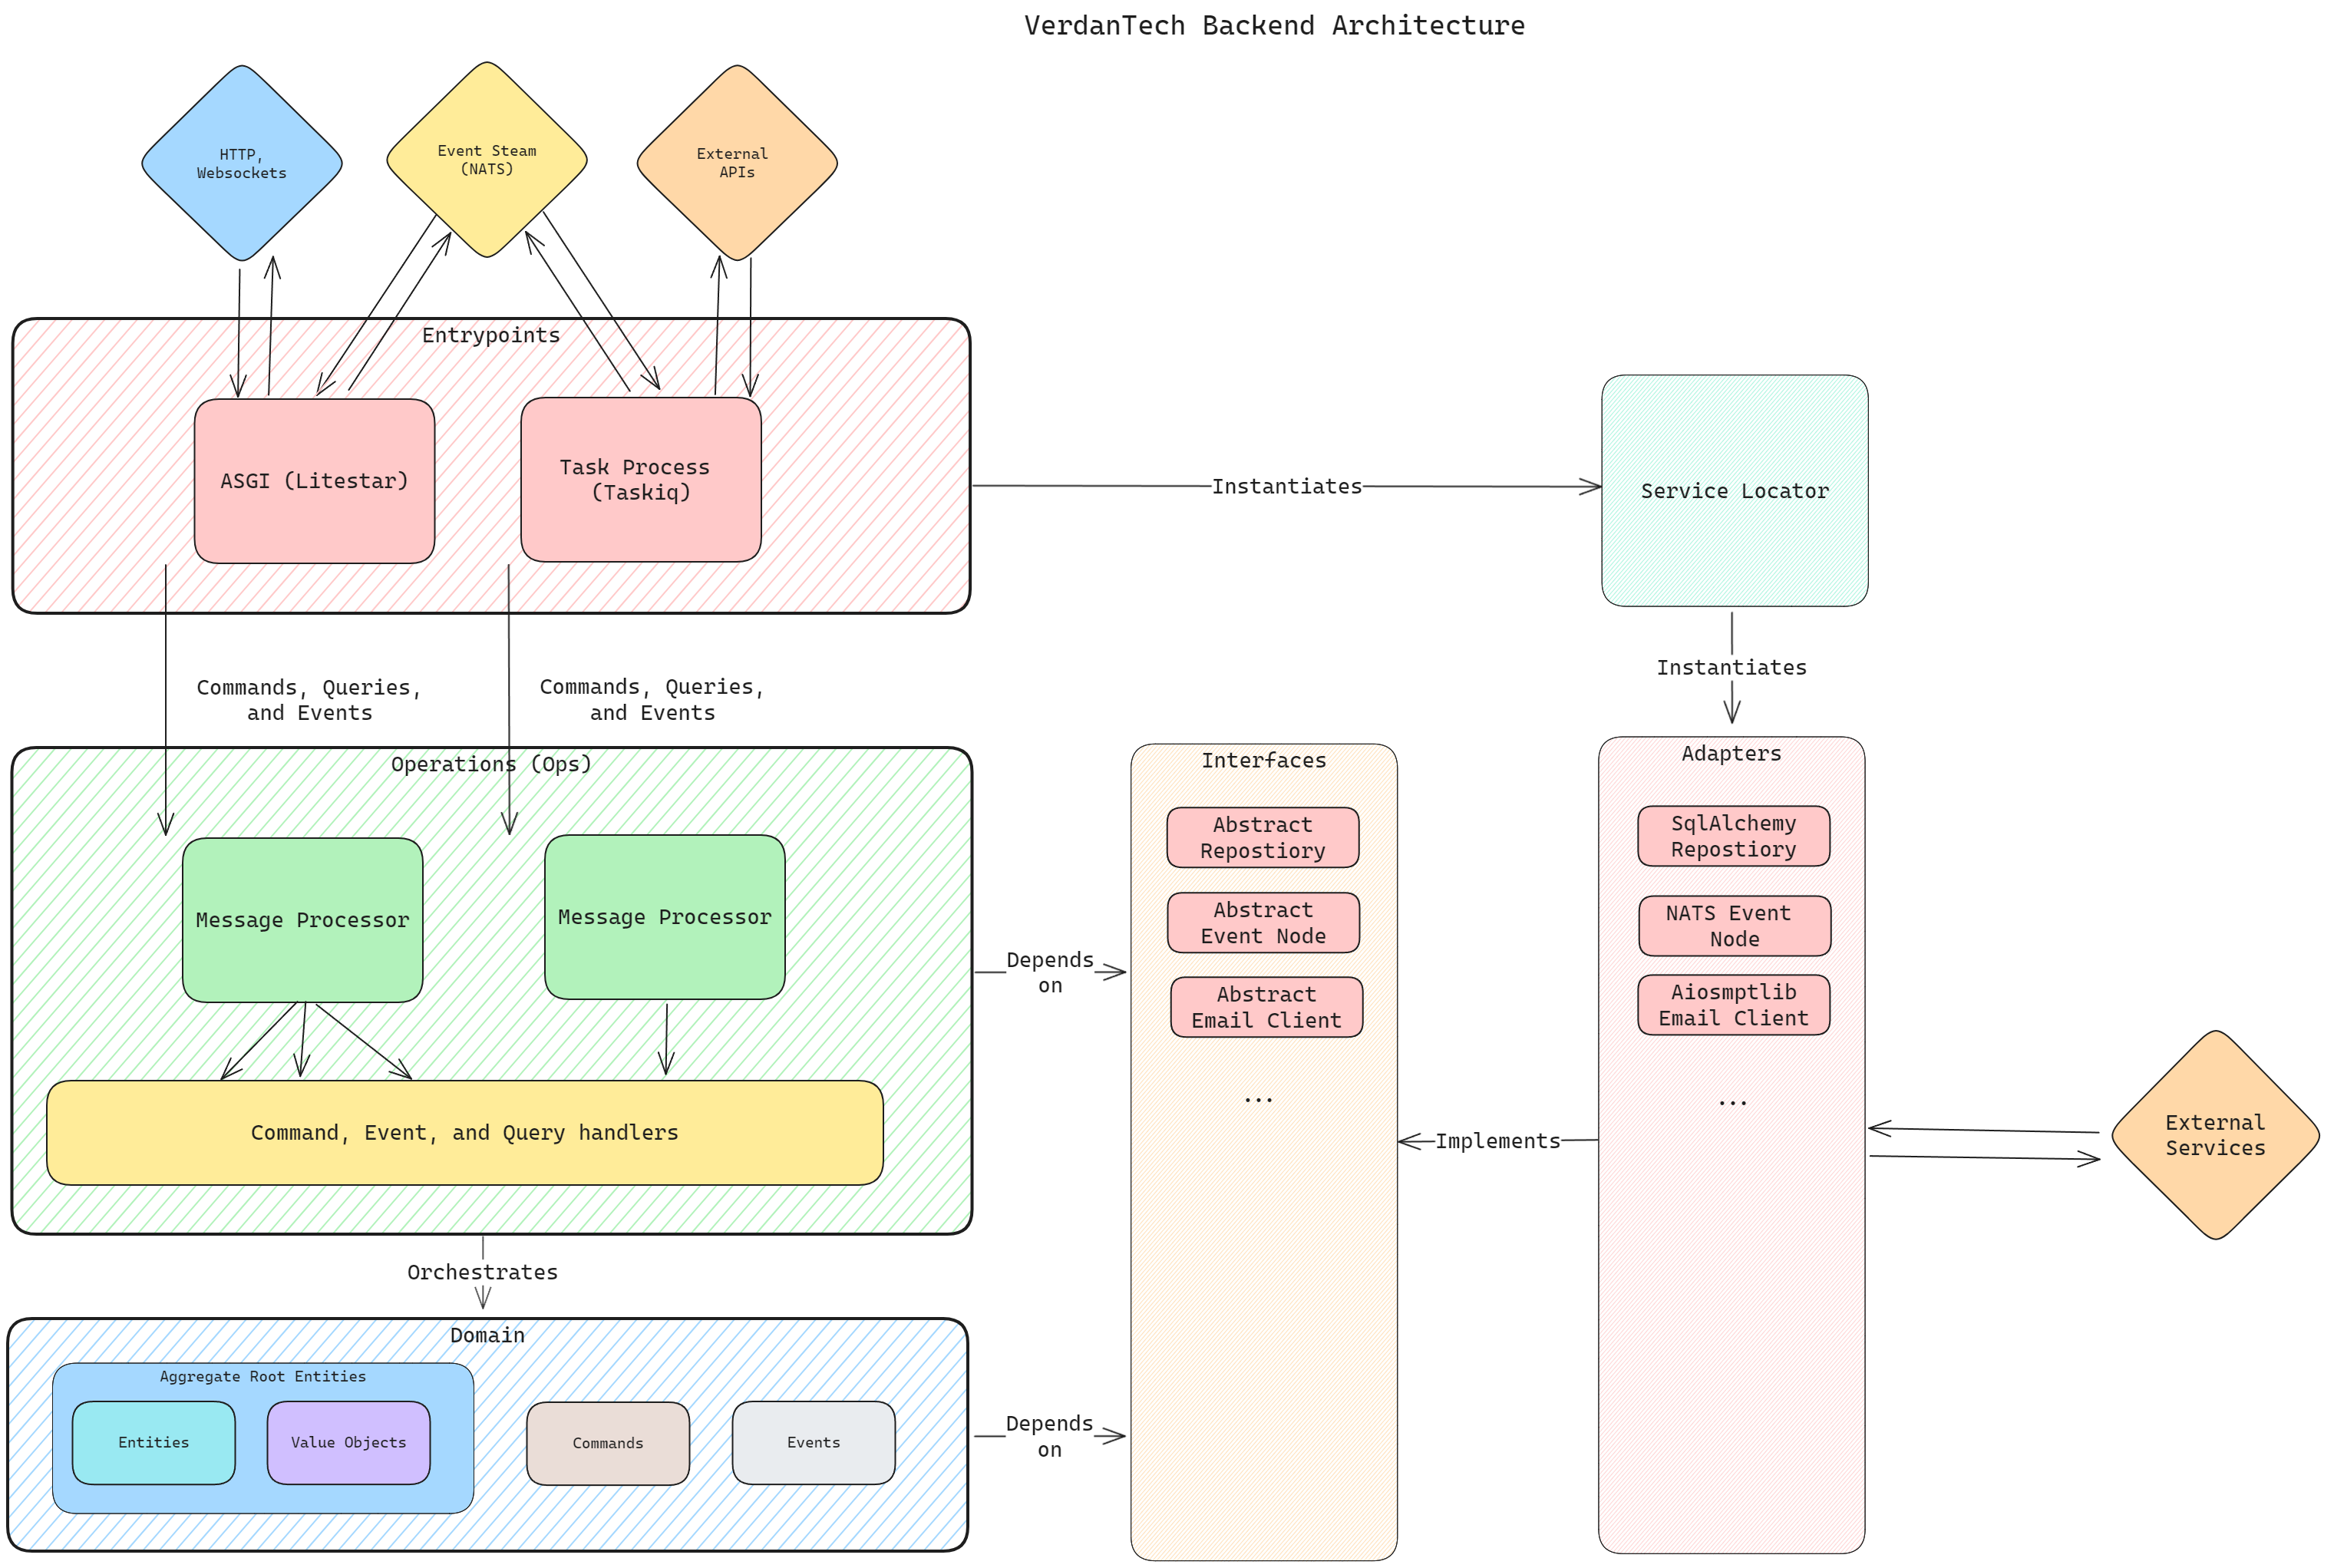 VerdanTech Backend Architecture
HTTP,
Websockets
Event Steam
(NATS)
External
APIs
Entrypoints
ASGI (Litestar)
Task Process
(Taskiq)
Instantiates
Service Locator
Instantiates
Commands, Queries,
and Events
Commands, Queries,
and Events
Operations (Ops)
Message Processor
Message Processor
Command, Event, and Query handlers
Depends
on
Interfaces
Abstract
Repostiory
Abstract
Event Node
Abstract
Email Client
...
Implements
Adapters
SqlAlchemy
Repostiory
NATS Event
Node
Aiosmptlib
Email Client
...
External
Services
Orchestrates
Domain
Aggregate Root Entities
Entities
Value Objects
Commands
Events
Depends
on